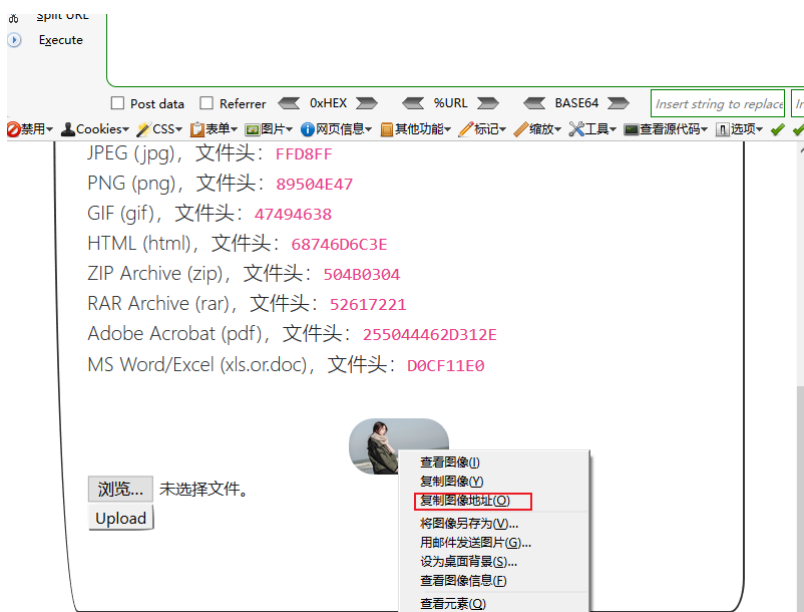 Split URL
Execute
Post data Referrer 0xHEX %URL BASE64 Insert string to replace
禁用 Cookies CSS 表单 图片 网页信息 其他功能 标记 缩放 工具 查看源代码 选项
JPEG (jpg)，文件头：FFD8FF
PNG (png)，文件头：89504E47
GIF (gif)，文件头：47494638
HTML (html)，文件头：68746D6C3E
ZIP Archive (zip)，文件头：504B0304
RAR Archive (rar)，文件头：52617221
Adobe Acrobat (pdf)，文件头：255044462D312E
MS Word/Excel (xls.or.doc)，文件头：D0CF11E0
查看图像(I)
复制图像(Y)
复制图像地址(O)
浏览... 未选择文件。
Upload
将图像另存为(V)...
用邮件发送图片(G)...
设为桌面背景(S)...
查看图像信息(F)
查看元素(Q)